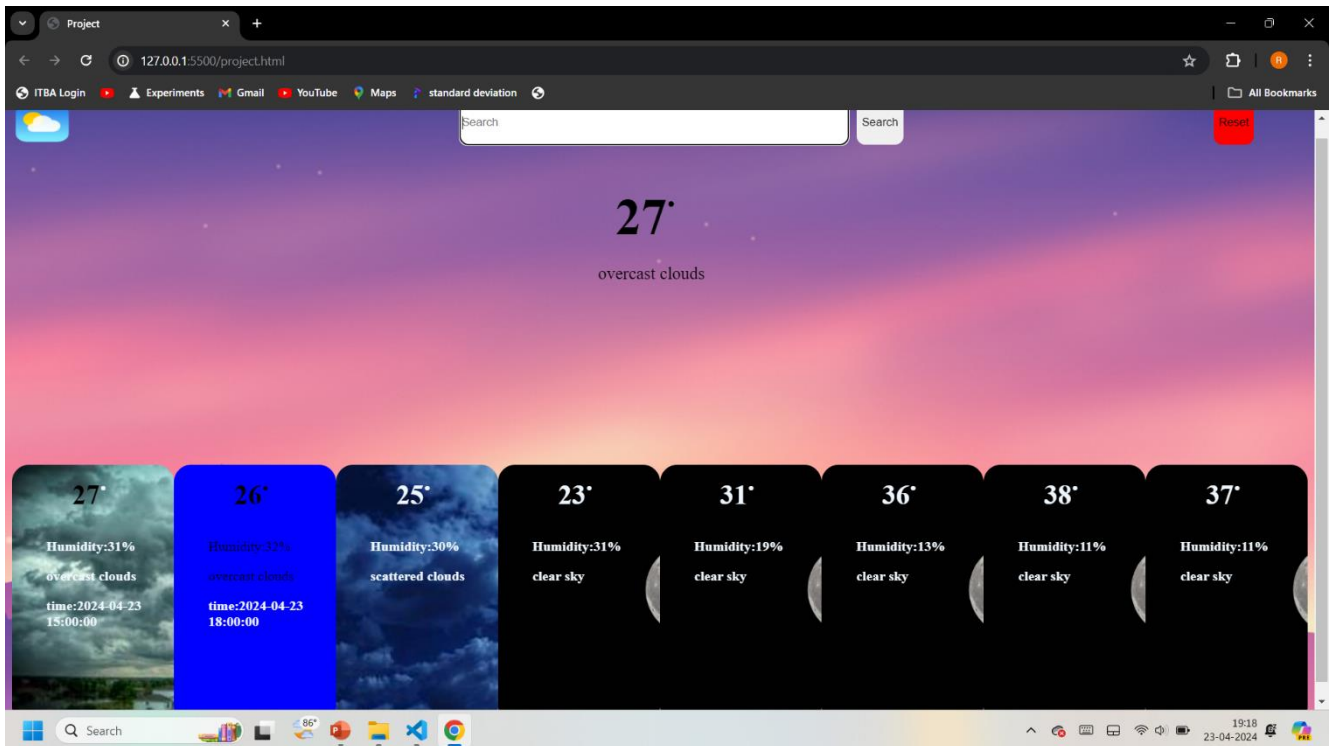 Project
127.0.0.1:5500/project.html
R
ITBA Login
Experiments
Gmail
YouTube
Maps
standard deviation
All Bookmarks
Search
Search
Reset
27°
overcast clouds
27°
Humidity:31%
overcast clouds
time:2024-04-23
15:00:00
26°
Humidity:32%
overcast clouds
time:2024-04-23
18:00:00
25°
Humidity:30%
scattered clouds
23°
Humidity:31%
clear sky
31°
Humidity:19%
clear sky
36°
Humidity:13%
clear sky
38°
Humidity:11%
clear sky
37°
Humidity:11%
clear sky
Search
86°
19:18
23-04-2024
PRE